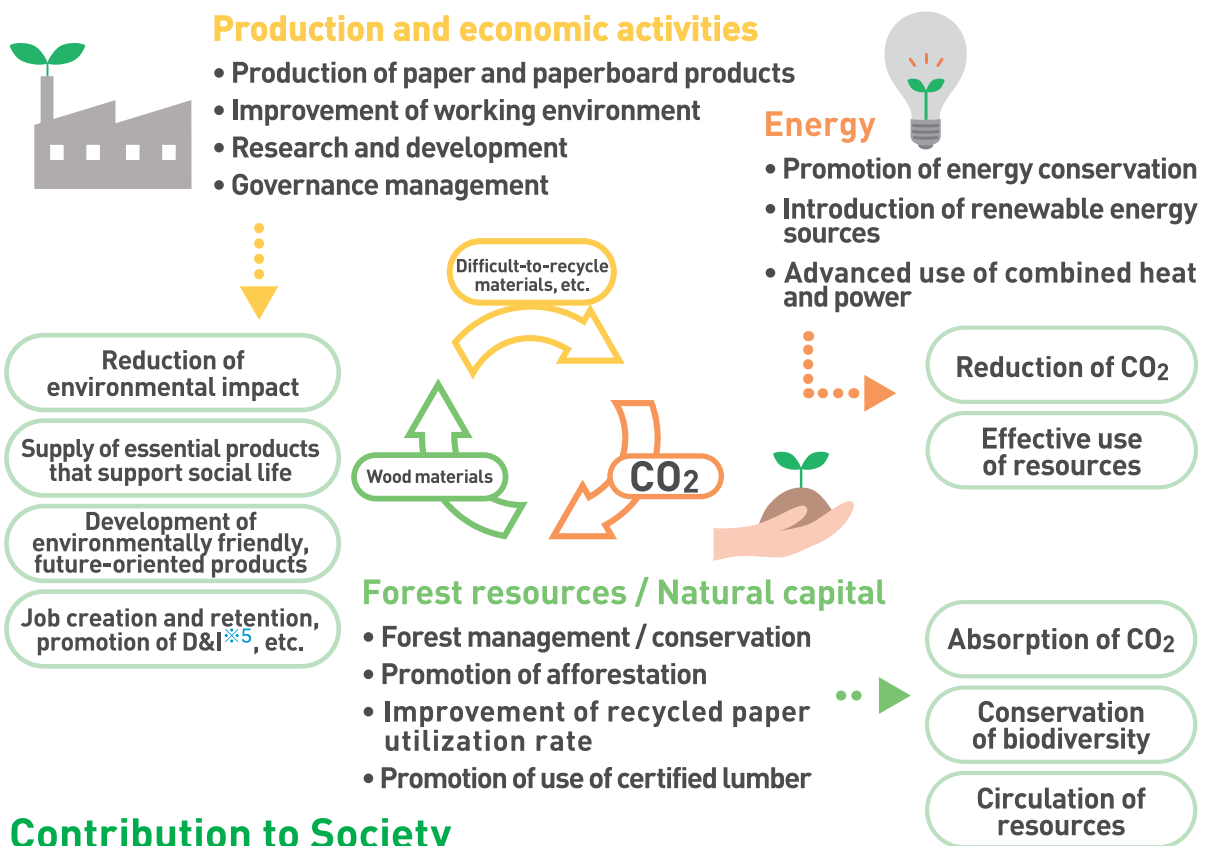 Production and economic activities
• Production of paper and paperboard products
• Improvement of working environment
• Research and development
• Governance management
Energy
• Promotion of energy conservation
• Introduction of renewable energy
sources
• Advanced use of combined heat
and power
Difficult-to-recycle
materials, etc.
Wood materials
CO2
Reduction of
environmental impact
Supply of essential products
that support social life
Development of
environmentally friendly,
future-oriented products
Job creation and retention,
promotion of D&I※5, etc.
Reduction of CO2
Effective use
of resources
Forest resources / Natural capital
• Forest management / conservation
• Promotion of afforestation
• Improvement of recycled paper
utilization rate
• Promotion of use of certified lumber
Absorption of CO2
Conservation
of biodiversity
Circulation of
resources
Contribution to Society